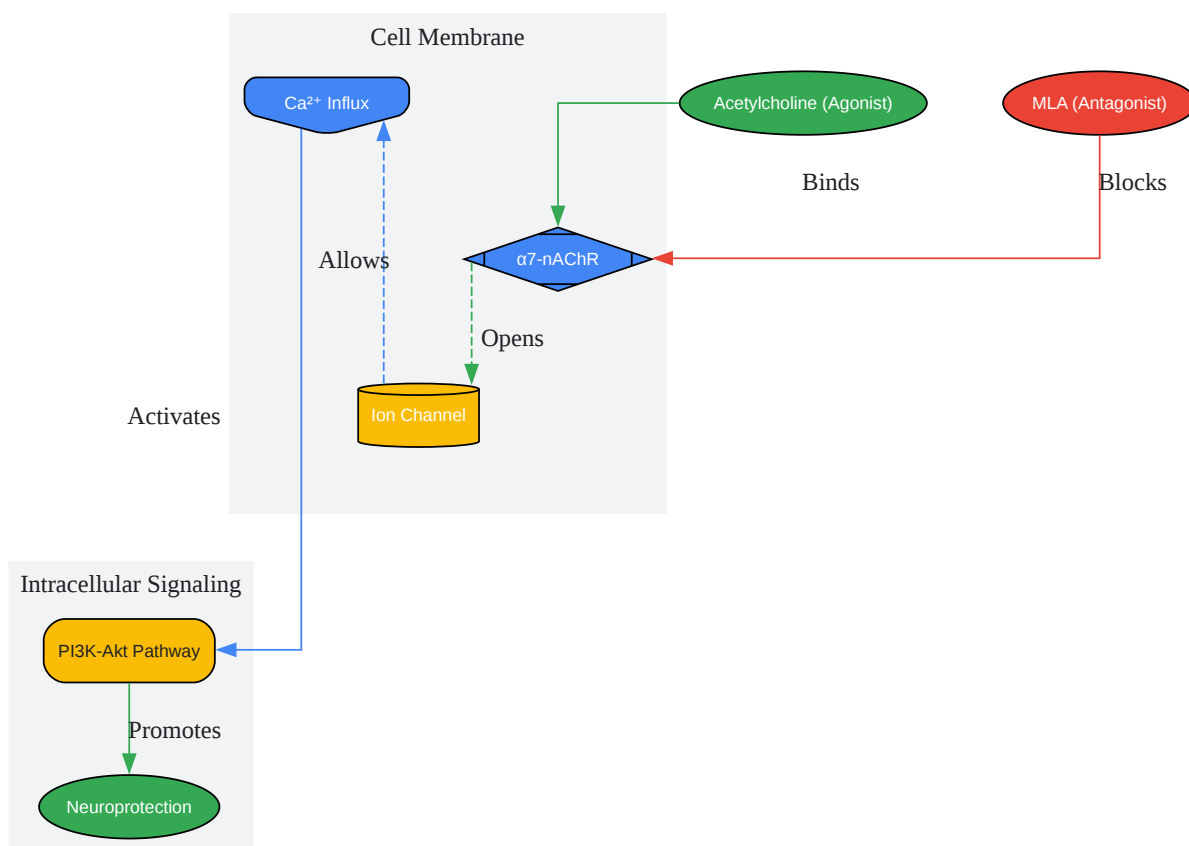 Cell Membrane
Ca²⁺ Influx
Acetylcholine (Agonist)
MLA (Antagonist)
Binds
Blocks
Allows
α7-nAChR
Opens
Activates
Ion Channel
Intracellular Signaling
PI3K-Akt Pathway
Promotes
Neuroprotection